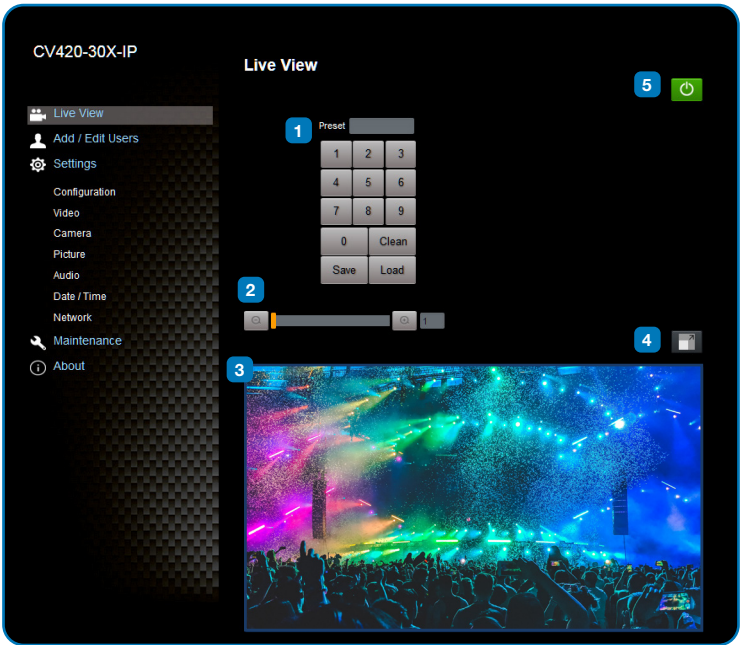 CV420-30X-IP
Live View
Add / Edit Users
Settings
Configuration
Video
Camera
Picture
Audio
Date / Time
Network
Maintenance
About
Live View
5
1
Preset
1 2 3
4 5 6
7 8 9
0 Clean
Save Load
2
1
4
3